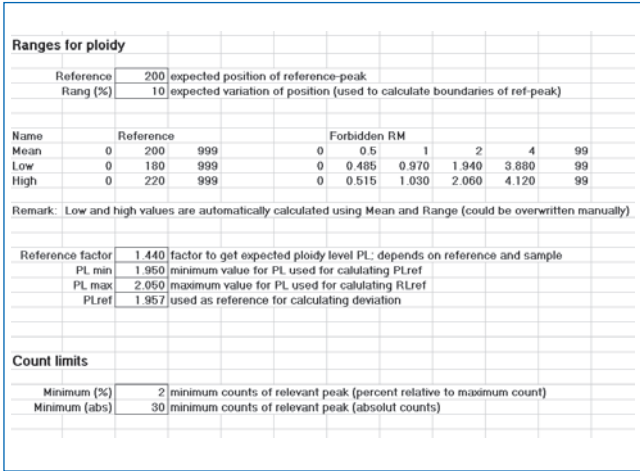 Ranges for ploidy
Reference 200 expected position of reference-peak
Rang (%) 10 expected variation of position (used to calculate boundaries of ref-peak)
Name Reference Forbidden RM
Mean 0 200 999 0 0.5 1 2 4 99
Low 0 180 999 0 0.485 0.970 1.940 3.880 99
High 0 220 999 0 0.515 1.030 2.060 4.120 99
Remark: Low and high values are automatically calculated using Mean and Range (could be overwritten manually)
Reference factor 1.440 factor to get expected ploidy level PL; depends on reference and sample
PL min 1.950 minimum value for PL used for calulating PLref
PL max 2.050 maximum value for PL used for calulating RLref
PLref 1.957 used as reference for calculating deviation
Count limits
Minimum (%) 2 minimum counts of relevant peak (percent relative to maximum count)
Minimum (abs) 30 minimum counts of relevant peak (absolut counts)